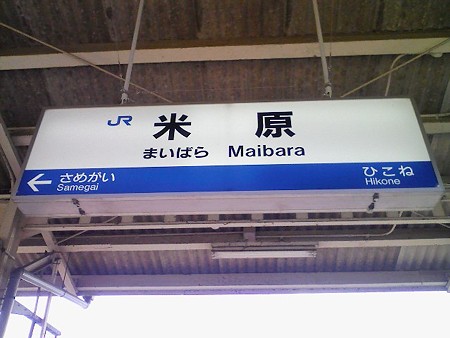 JR 米原
まいばら Maibara
← さめがい ひこね
Samegai Hikone